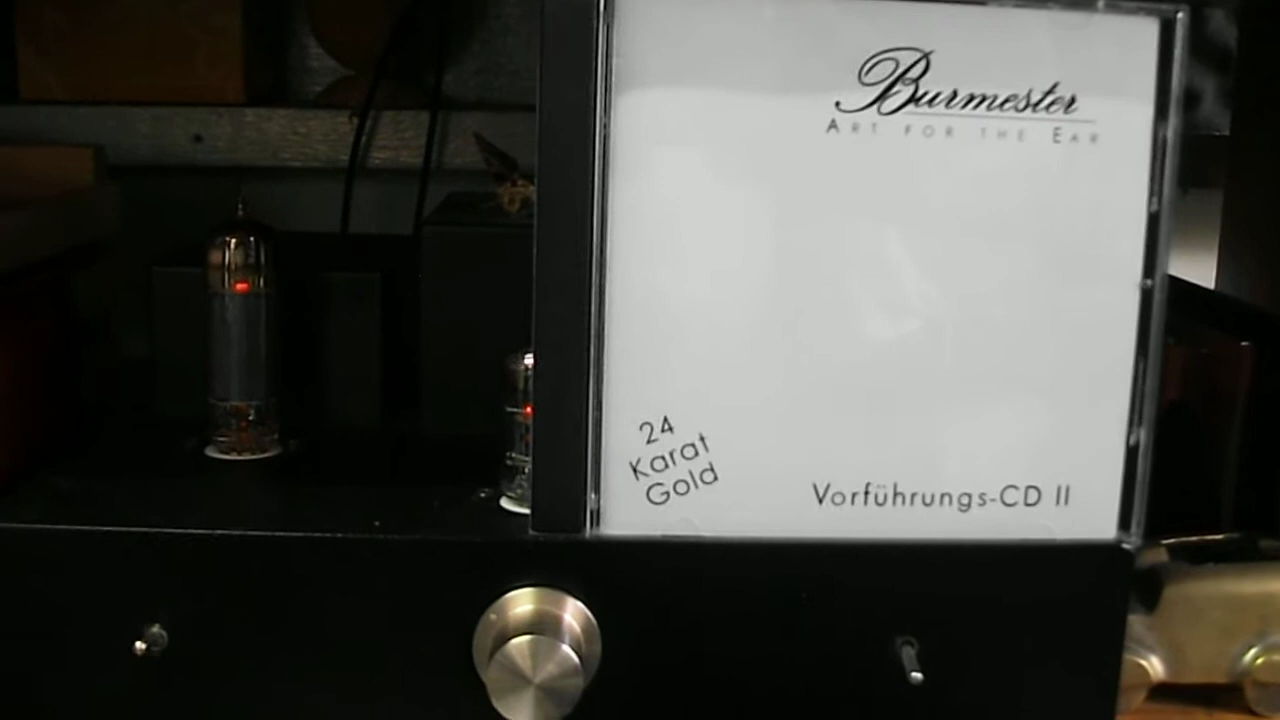 Burmester
ART FOR THE EAR
24
Karat
Gold
Vorführungs-CD II